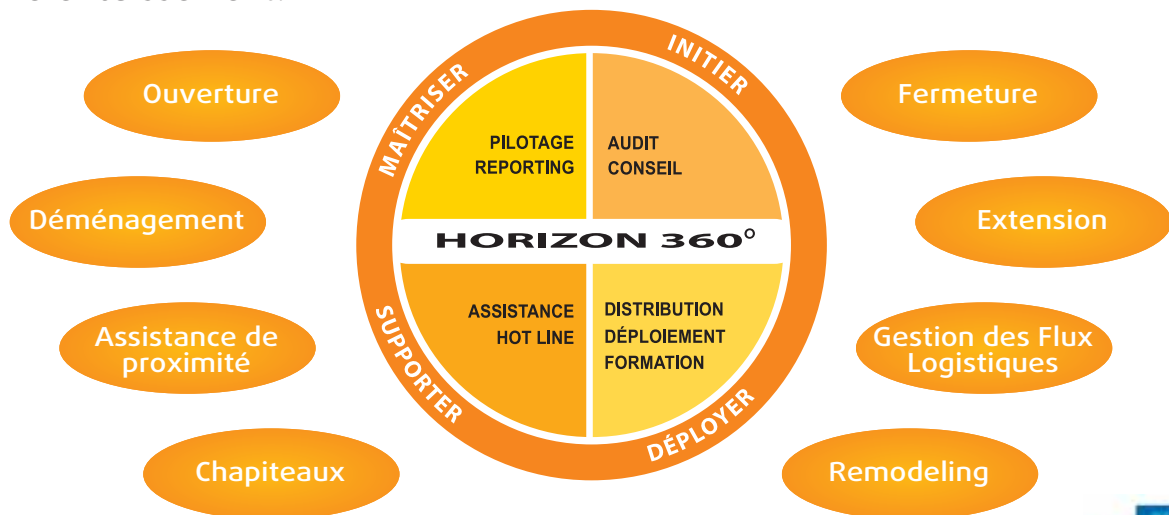 Ouverture
Déménagement
Assistance de
proximité
Chapiteaux
MAÎTRISER
INITIER
SUPPORTER
DÉPLOYER
PILOTAGE
REPORTING
AUDIT
CONSEIL
HORIZON 360°
ASSISTANCE
HOT LINE
DISTRIBUTION
DÉPLOIEMENT
FORMATION
Fermeture
Extension
Gestion des Flux
Logistiques
Remodeling